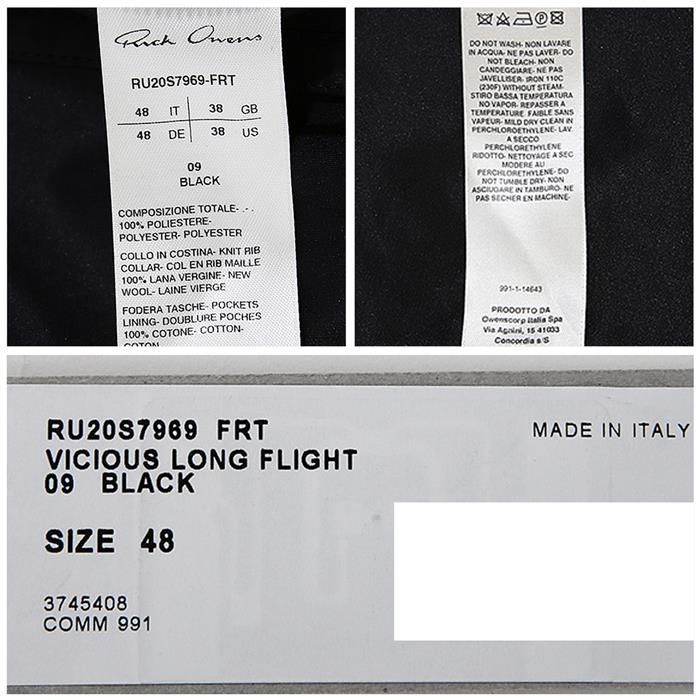 Rick Owens
RU20S7969-FRT
48 IT 38 GB
48 DE 38 US
09
BLACK
COMPOSIZIONE TOTALE- . - .
100% POLIESTERE-
POLYESTER- POLYESTER
COLLO IN COSTINA- KNIT RIB
COLLAR- COL EN RIB MAILLE
100% LANA VERGINE- NEW
WOOL- LAINE VIERGE
FODERA TASCHE- POCKETS
LINING- DOUBLURE POCHES
100% COTONE- COTTON-
COTON
DO NOT WASH- NON LAVARE
IN ACQUA- NE PAS LAVER- DO
NOT BLEACH- NON
CANDEGGIARE- NE PAS
JAVELLISER- IRON 110C
(230F) WITHOUT STEAM-
STIRO BASSA TEMPERATURA
NO VAPOR- REPASSER A
TEMPERATURE FAIBLE SANS
VAPEUR- MILD DRY CLEAN IN
PERCHLOROETHYLENE- LAV.
A SECCO
PERCHLORETHYLENE
RIDOTTO- NETTOYAGE A SEC
MODERE AU
PERCHLOROETHYLENE- DO
NOT TUMBLE DRY- NON
ASCIUGARE IN TAMBURO- NE
PAS SECHER EN MACHINE-
991-1-14643
PRODOTTO DA
Owenscorp Italia Spa
Via Agnini, 15 41033
Concordia s/S
RU20S7969 FRT
MADE IN ITALY
VICIOUS LONG FLIGHT
09 BLACK
SIZE 48
3745408
COMM 991